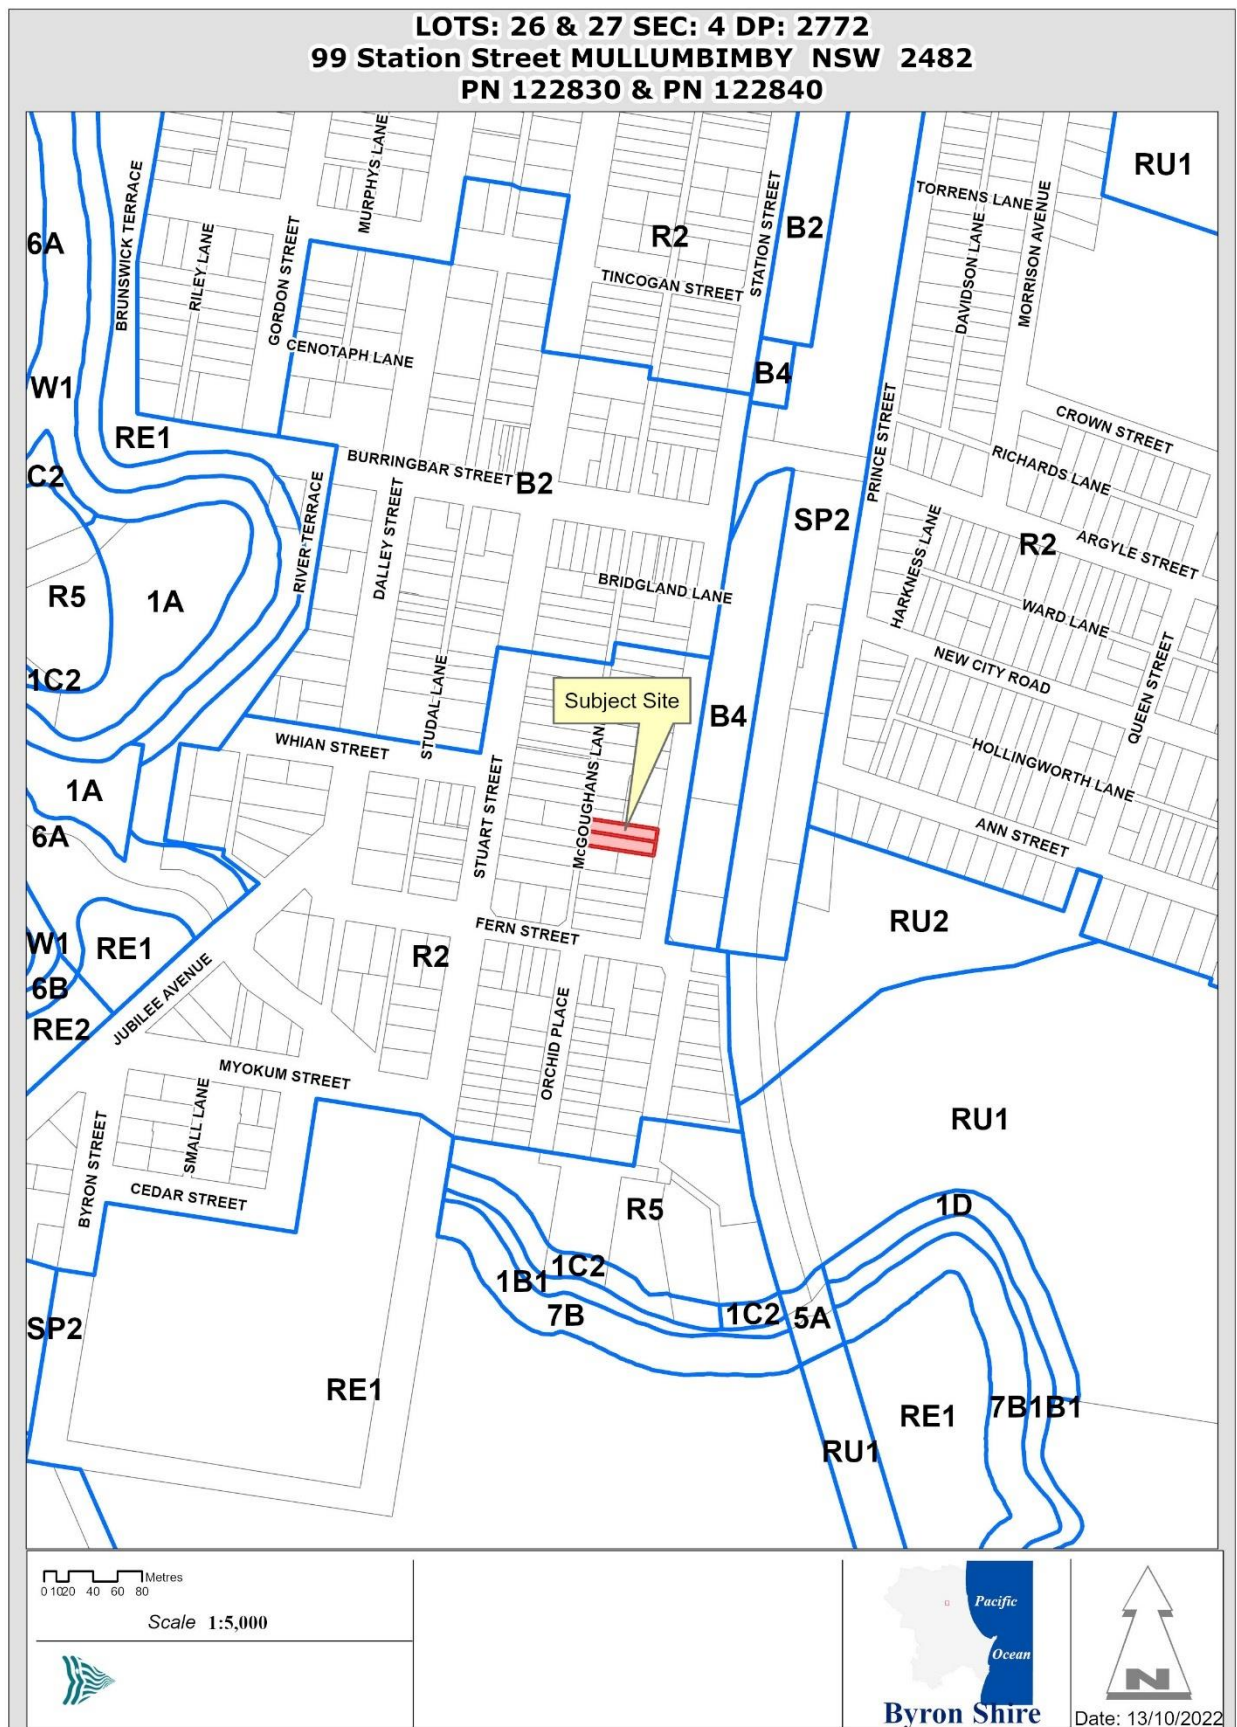 LOTS: 26 & 27 SEC: 4 DP: 2772
99 Station Street MULLUMBIMBY NSW 2482
PN 122830 & PN 122840
RU1
MURPHYS LANE
BRUNSWICK TERRACE
TORRENS LANE
STATION STREET
MORRISON AVENUE
6A
RILEY LANE
GORDON STREET
R2
B2
DAVIDSON LANE
TINCOGAN STREET
CENOTAPH LANE
W1
B4
RE1
CROWN STREET
PRINCE STREET
C2
BURRINGBAR STREET
B2
RICHARDS LANE
RIVER TERRACE
DALLEY STREET
SP2
HARKNESS LANE
R2
ARGYLE STREET
R5
1A
BRIDGLAND LANE
WARD LANE
1C2
STUDAL LANE
NEW CITY ROAD
QUEEN STREET
Subject Site
B4
WHIAN STREET
HOLLINGWORTH LANE
1A
STUART STREET
McGOUGHANS LAN
6A
ANN STREET
W1
RE1
R2
FERN STREET
RU2
6B
RE2
JUBILEE AVENUE
ORCHID PLACE
MYOKUM STREET
SMALL LANE
BYRON STREET
RU1
CEDAR STREET
R5
1D
1C2
1B1
7B
1C2
5A
SP2
RE1
RE1
7B
1B1
RU1
0 10 20 40 60 80 Metres
Scale 1:5,000
Pacific
Ocean
Byron Shire
N
Date: 13/10/2022